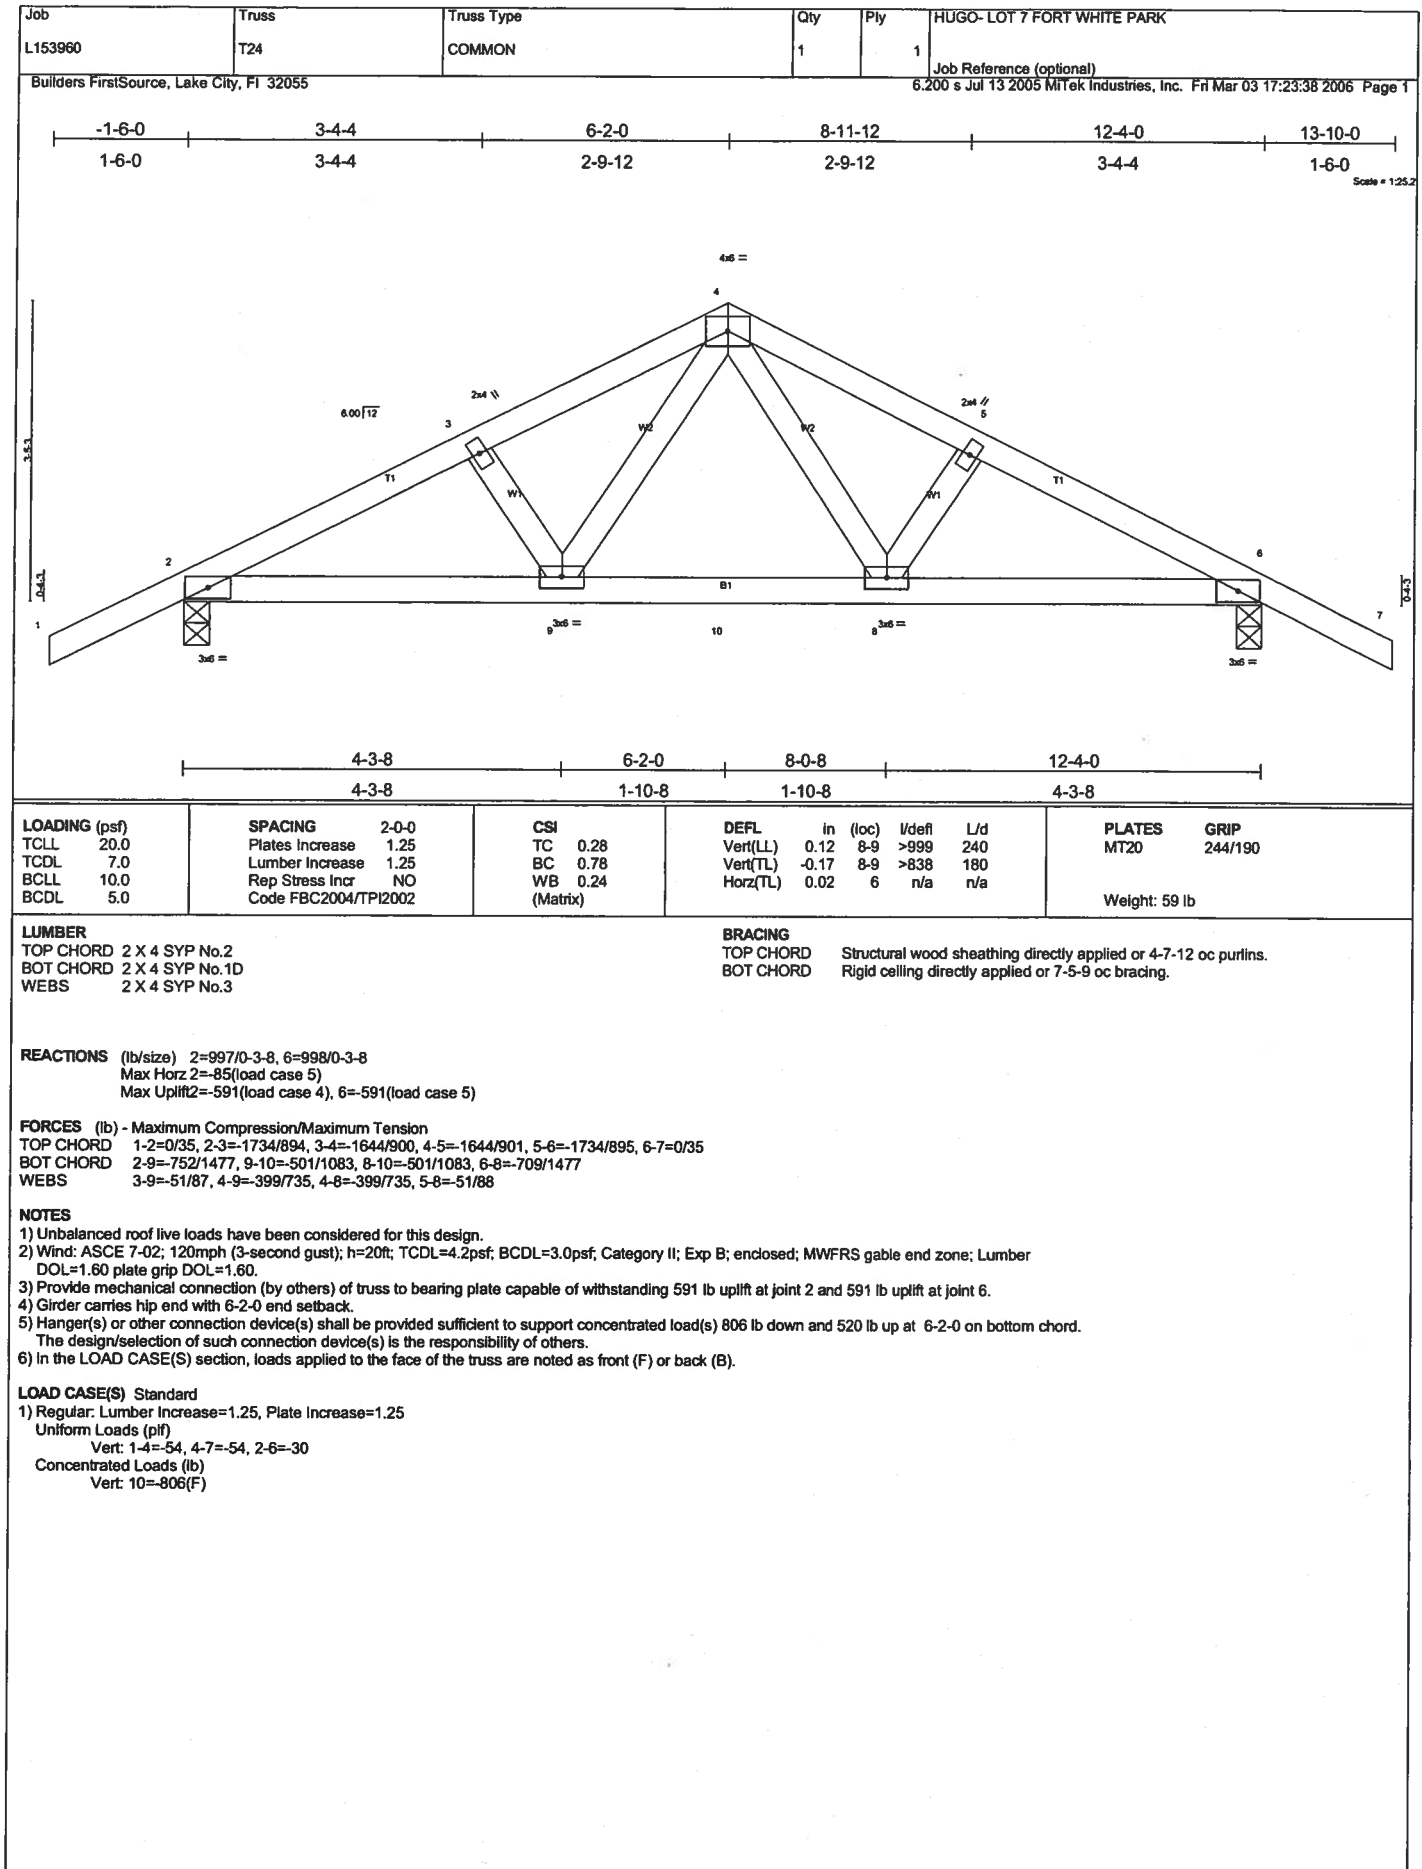 Job Truss Truss Type Qty Ply HUGO- LOT 7 FORT WHITE PARK
L153960 T24 COMMON 1 1
Job Reference (optional)
Builders FirstSource, Lake City, Fl 32055 6.200 s Jul 13 2005 MiTek Industries, Inc. Fri Mar 03 17:23:38 2006 Page 1
-1-6-0 3-4-4 6-2-0 8-11-12 12-4-0 13-10-0
1-6-0 3-4-4 2-9-12 2-9-12 3-4-4 1-6-0
Scale = 1:25.2
4x6 =
4
2x4 \\ 2x4 //
6.00 12
3 5
W2 W2
3-5-3
T1 T1
W1 W1
2 6
0-4-3 B1 0-4-3
1 7
9 3x6 = 10 8 3x6 =
3x6 = 3x6 =
4-3-8 6-2-0 8-0-8 12-4-0
4-3-8 1-10-8 1-10-8 4-3-8
LOADING (psf) SPACING 2-0-0 CSI DEFL in (loc) l/defl L/d PLATES GRIP
TCLL 20.0 Plates Increase 1.25 TC 0.28 Vert(LL) 0.12 8-9 >999 240 MT20 244/190
TCDL 7.0 Lumber Increase 1.25 BC 0.78 Vert(TL) -0.17 8-9 >838 180
BCLL 10.0 Rep Stress Incr NO WB 0.24 Horz(TL) 0.02 6 n/a n/a
BCDL 5.0 Code FBC2004/TPI2002 (Matrix) Weight: 59 lb
LUMBER BRACING
TOP CHORD 2 X 4 SYP No.2 TOP CHORD Structural wood sheathing directly applied or 4-7-12 oc purlins.
BOT CHORD 2 X 4 SYP No.1D BOT CHORD Rigid ceiling directly applied or 7-5-9 oc bracing.
WEBS 2 X 4 SYP No.3
REACTIONS (lb/size) 2=997/0-3-8, 6=998/0-3-8
Max Horz 2=-85(load case 5)
Max Uplift2=-591(load case 4), 6=-591(load case 5)
FORCES (lb) - Maximum Compression/Maximum Tension
TOP CHORD 1-2=0/35, 2-3=-1734/894, 3-4=-1644/900, 4-5=-1644/901, 5-6=-1734/895, 6-7=0/35
BOT CHORD 2-9=-752/1477, 9-10=-501/1083, 8-10=-501/1083, 6-8=-709/1477
WEBS 3-9=-51/87, 4-9=-399/735, 4-8=-399/735, 5-8=-51/88
NOTES
1) Unbalanced roof live loads have been considered for this design.
2) Wind: ASCE 7-02; 120mph (3-second gust); h=20ft; TCDL=4.2psf; BCDL=3.0psf; Category II; Exp B; enclosed; MWFRS gable end zone; Lumber
DOL=1.60 plate grip DOL=1.60.
3) Provide mechanical connection (by others) of truss to bearing plate capable of withstanding 591 lb uplift at joint 2 and 591 lb uplift at joint 6.
4) Girder carries hip end with 6-2-0 end setback.
5) Hanger(s) or other connection device(s) shall be provided sufficient to support concentrated load(s) 806 lb down and 520 lb up at 6-2-0 on bottom chord.
The design/selection of such connection device(s) is the responsibility of others.
6) In the LOAD CASE(S) section, loads applied to the face of the truss are noted as front (F) or back (B).
LOAD CASE(S) Standard
1) Regular: Lumber Increase=1.25, Plate Increase=1.25
Uniform Loads (plf)
Vert: 1-4=-54, 4-7=-54, 2-6=-30
Concentrated Loads (lb)
Vert: 10=-806(F)